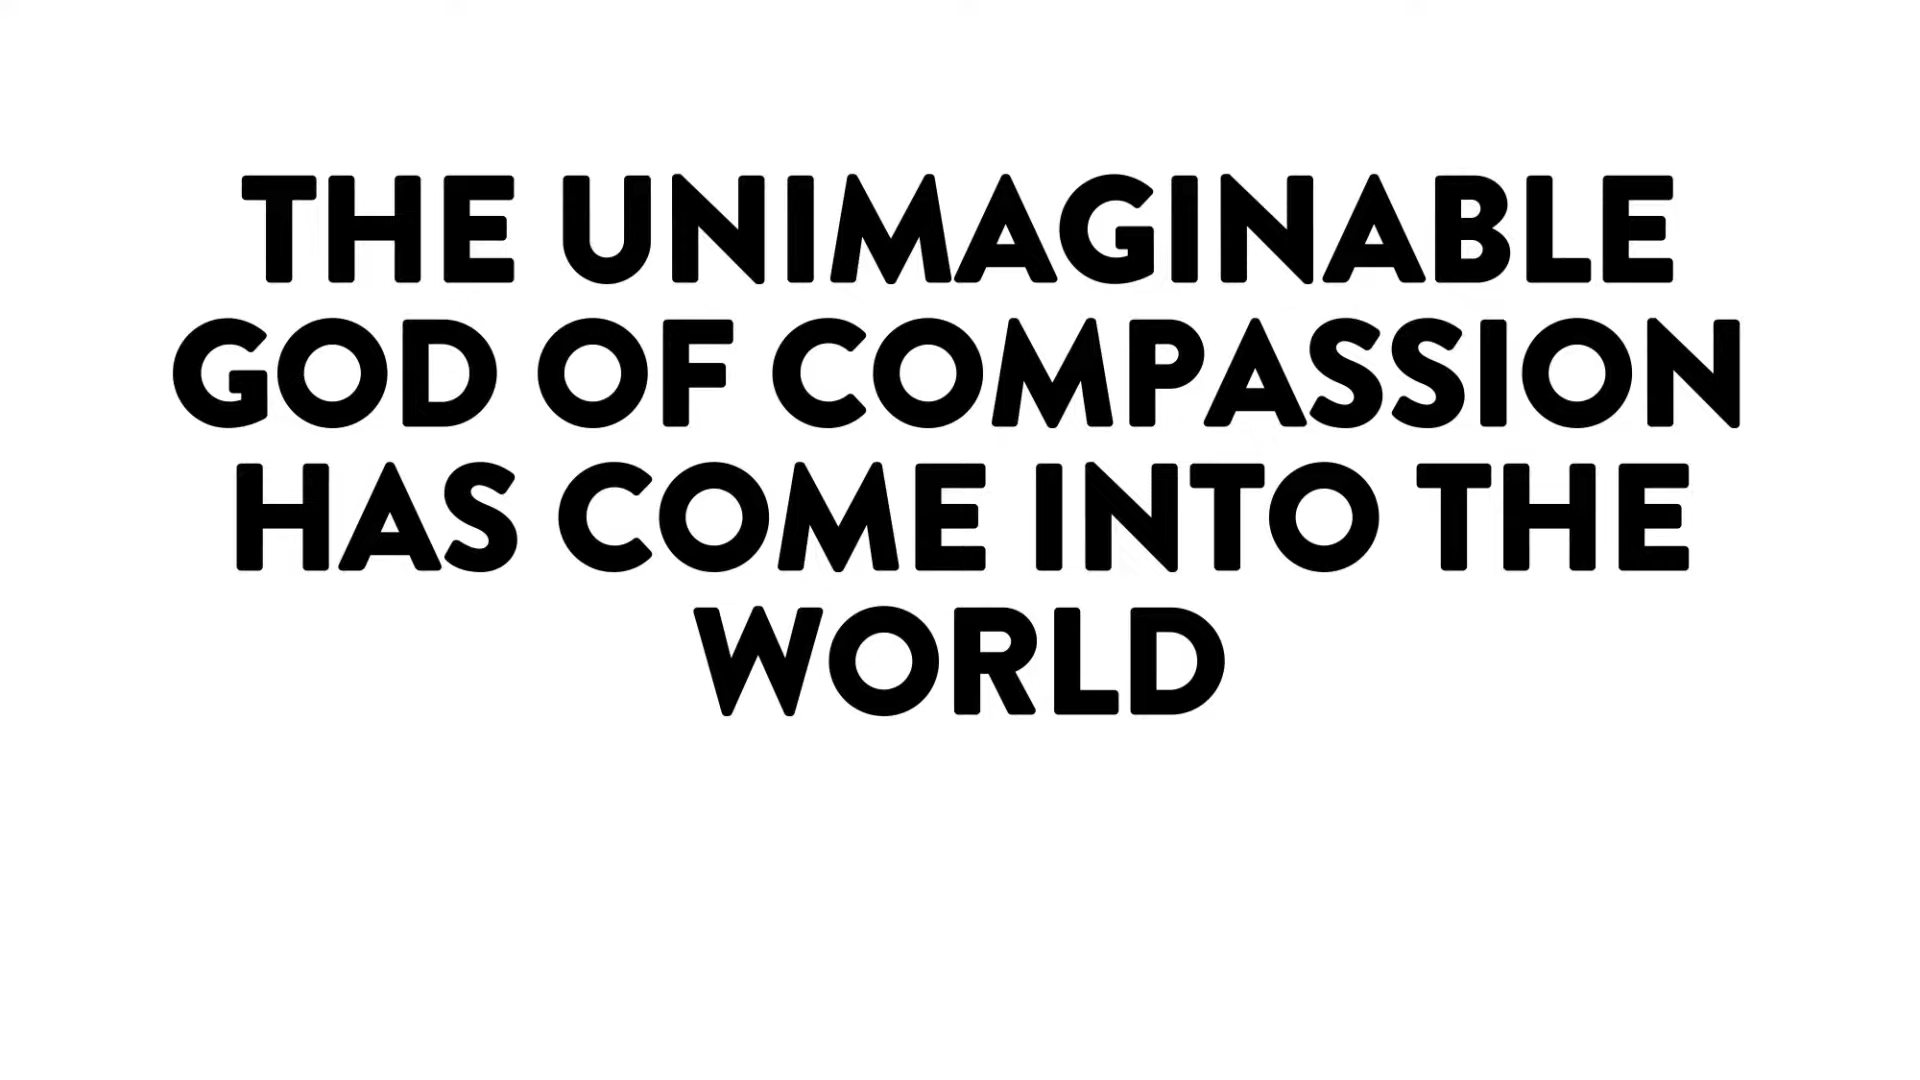 THE UNIMAGINABLE
GOD OF COMPASSION
HAS COME INTO THE
WORLD